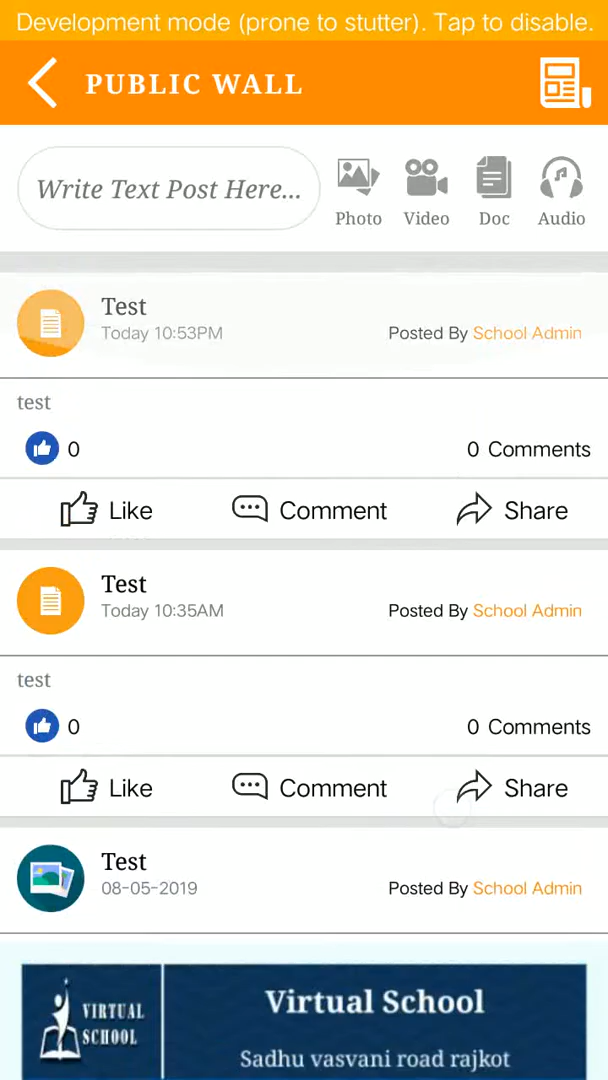 Development mode (prone to stutter). Tap to disable.
PUBLIC WALL
Write Text Post Here...
Photo Video Doc Audio
Test
Today 10:53PM Posted By School Admin
test
0 0 Comments
Like Comment Share
Test
Today 10:35AM Posted By School Admin
test
0 0 Comments
Like Comment Share
Test
08-05-2019 Posted By School Admin
VIRTUAL SCHOOL
Virtual School
Sadhu vasvani road rajkot